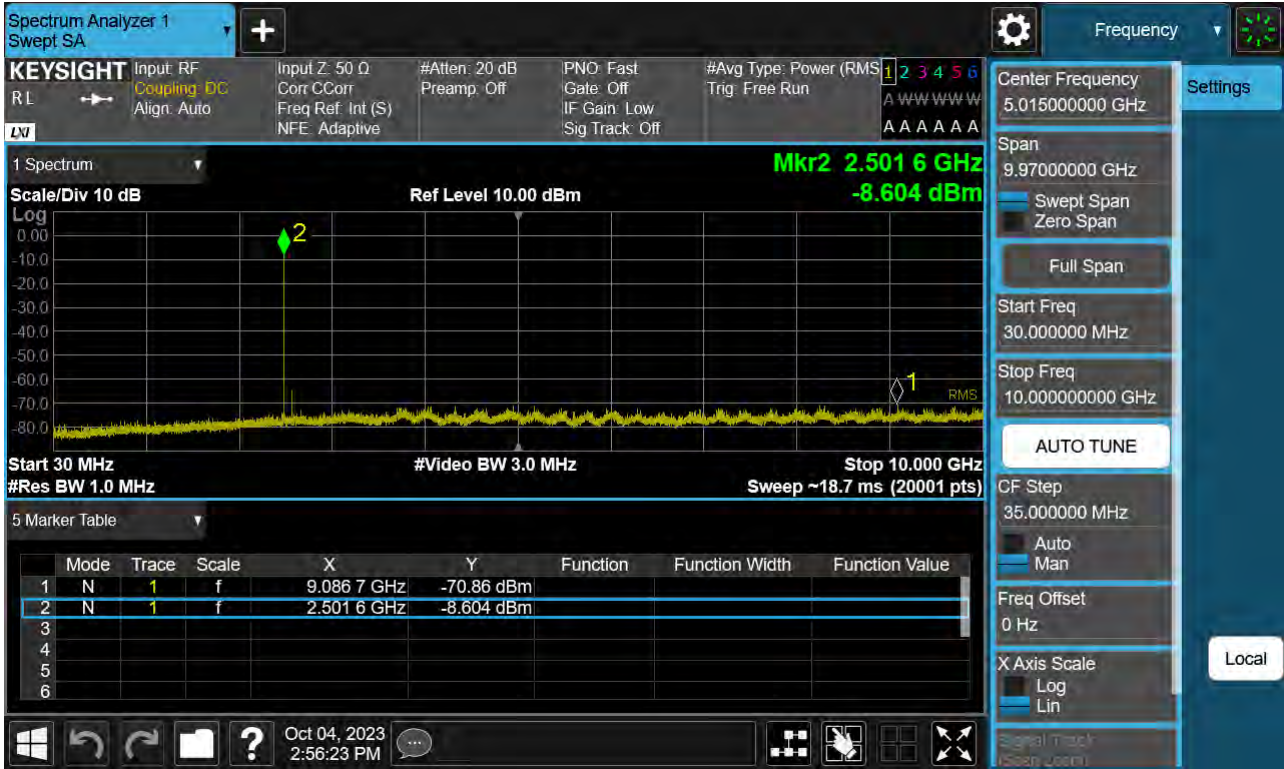 Spectrum Analyzer 1
Swept SA
+
Frequency
KEYSIGHT
R L
LXI
Input: RF
Coupling: DC
Align: Auto
Input Z: 50 Ω
Corr CCorr
Freq Ref: Int (S)
NFE: Adaptive
#Atten: 20 dB
Preamp: Off
PNO: Fast
Gate: Off
IF Gain: Low
Sig Track: Off
#Avg Type: Power (RMS
Trig: Free Run
1 2 3 4 5 6
A W W W W W
A A A A A A
1 Spectrum
Scale/Div 10 dB
Ref Level 10.00 dBm
Mkr2 2.501 6 GHz
-8.604 dBm
Log
0.00
-10.0
-20.0
-30.0
-40.0
-50.0
-60.0
-70.0
-80.0
2
1
RMS
Start 30 MHz
#Video BW 3.0 MHz
Stop 10.000 GHz
#Res BW 1.0 MHz
Sweep ~18.7 ms (20001 pts)
5 Marker Table
Mode Trace Scale X Y Function Function Width Function Value
1 N 1 f 9.086 7 GHz -70.86 dBm
2 N 1 f 2.501 6 GHz -8.604 dBm
3
4
5
6
Center Frequency
5.015000000 GHz
Span
9.97000000 GHz
Swept Span
Zero Span
Full Span
Start Freq
30.000000 MHz
Stop Freq
10.000000000 GHz
AUTO TUNE
CF Step
35.000000 MHz
Auto
Man
Freq Offset
0 Hz
X Axis Scale
Log
Lin
Signal Track
(Span Zoom)
Settings
Local
?
Oct 04, 2023
2:56:23 PM